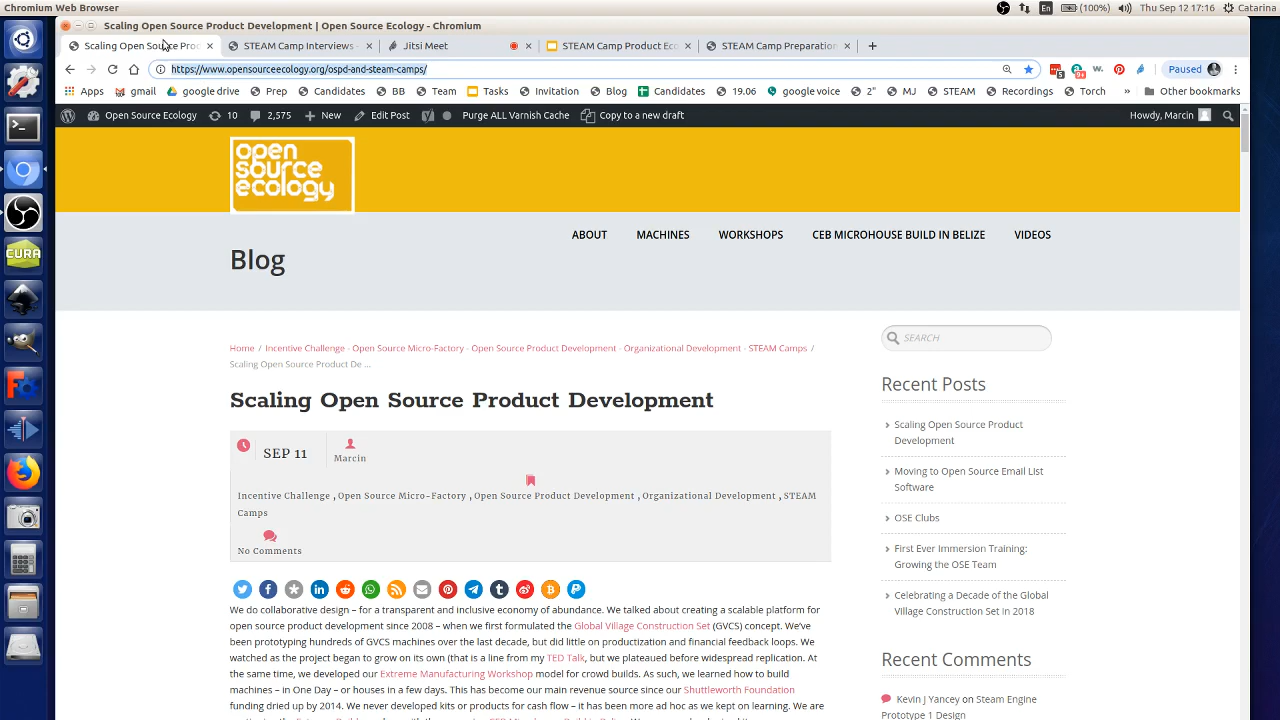 Chromium Web Browser
En
(100%)
Thu Sep 12 17:16
Catarina
Scaling Open Source Product Development | Open Source Ecology - Chromium
Scaling Open Source Proc
STEAM Camp Interviews -
Jitsi Meet
STEAM Camp Product Eco
STEAM Camp Preparation
https://www.opensourceecology.org/ospd-and-steam-camps/
Paused
Apps
gmail
google drive
Prep
Candidates
BB
Team
Tasks
Invitation
Blog
Candidates
19.06
google voice
2"
MJ
STEAM
Recordings
Torch
»
Other bookmarks
Open Source Ecology
10
2,575
New
Edit Post
Purge ALL Varnish Cache
Copy to a new draft
Howdy, Marcin
open
source
ecology
ABOUT
MACHINES
WORKSHOPS
CEB MICROHOUSE BUILD IN BELIZE
VIDEOS
Blog
CURA
Home / Incentive Challenge - Open Source Micro-Factory - Open Source Product Development - Organizational Development - STEAM Camps /
Scaling Open Source Product De ...
SEARCH
Scaling Open Source Product Development
SEP 11
Marcin
Incentive Challenge , Open Source Micro-Factory , Open Source Product Development , Organizational Development , STEAM
Camps
No Comments
We do collaborative design – for a transparent and inclusive economy of abundance. We talked about creating a scalable platform for
open source product development since 2008 – when we first formulated the Global Village Construction Set (GVCS) concept. We've
been prototyping hundreds of GVCS machines over the last decade, but did little on productization and financial feedback loops. We
watched as the project began to grow on its own (that is a line from my TED Talk, but we plateaued before widespread replication. At
the same time, we developed our Extreme Manufacturing Workshop model for crowd builds. As such, we learned how to build
machines – in One Day – or houses in a few days. This has become our main revenue source since our Shuttleworth Foundation
funding dried up by 2014. We never developed kits or products for cash flow – it has been more ad hoc as we kept on learning. We are
Recent Posts
Scaling Open Source Product
Development
Moving to Open Source Email List
Software
OSE Clubs
First Ever Immersion Training:
Growing the OSE Team
Celebrating a Decade of the Global
Village Construction Set in 2018
Recent Comments
Kevin J Yancey on Steam Engine
Prototype 1 Design